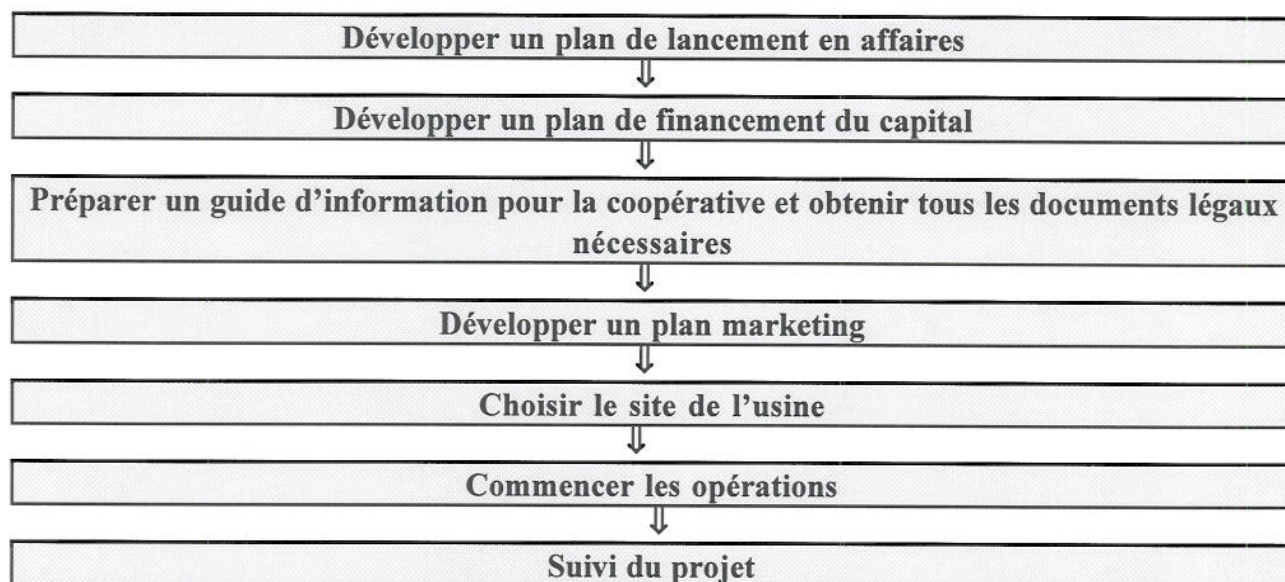 Développer un plan de lancement en affaires
Développer un plan de financement du capital
Préparer un guide d'information pour la coopérative et obtenir tous les documents légaux
nécessaires
Développer un plan marketing
Choisir le site de l'usine
Commencer les opérations
Suivi du projet